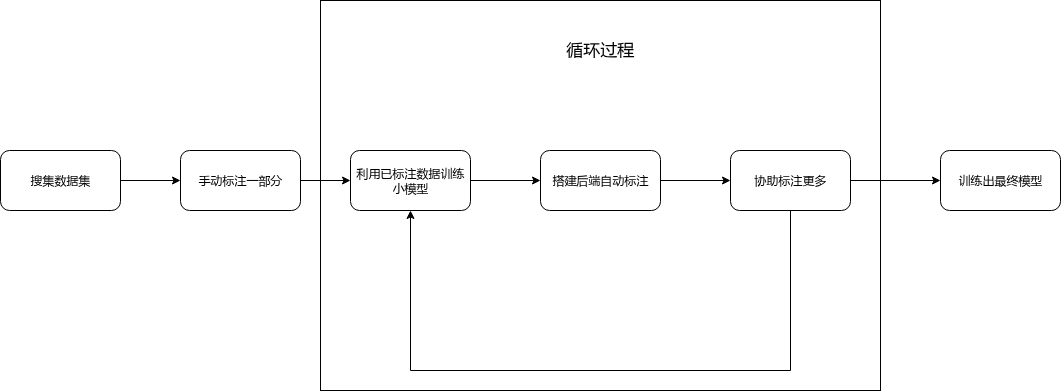 循环过程
搜集数据集
手动标注一部分
利用已标注数据训练
小模型
搭建后端自动标注
协助标注更多
训练出最终模型